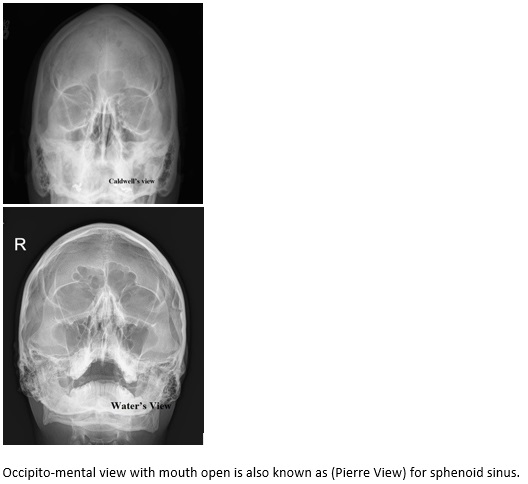 Caldwell's view
R
Water's View
Occipito-mental view with mouth open is also known as (Pierre View) for sphenoid sinus.